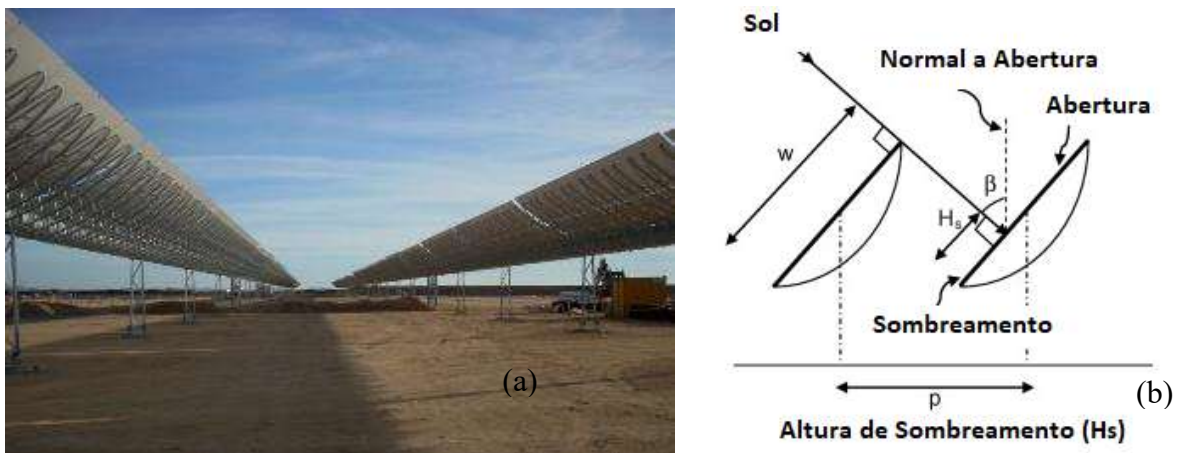 Sol
Normal a Abertura
Abertura
w
β
Hs
Sombreamento
(a)
p
(b)
Altura de Sombreamento (Hs)